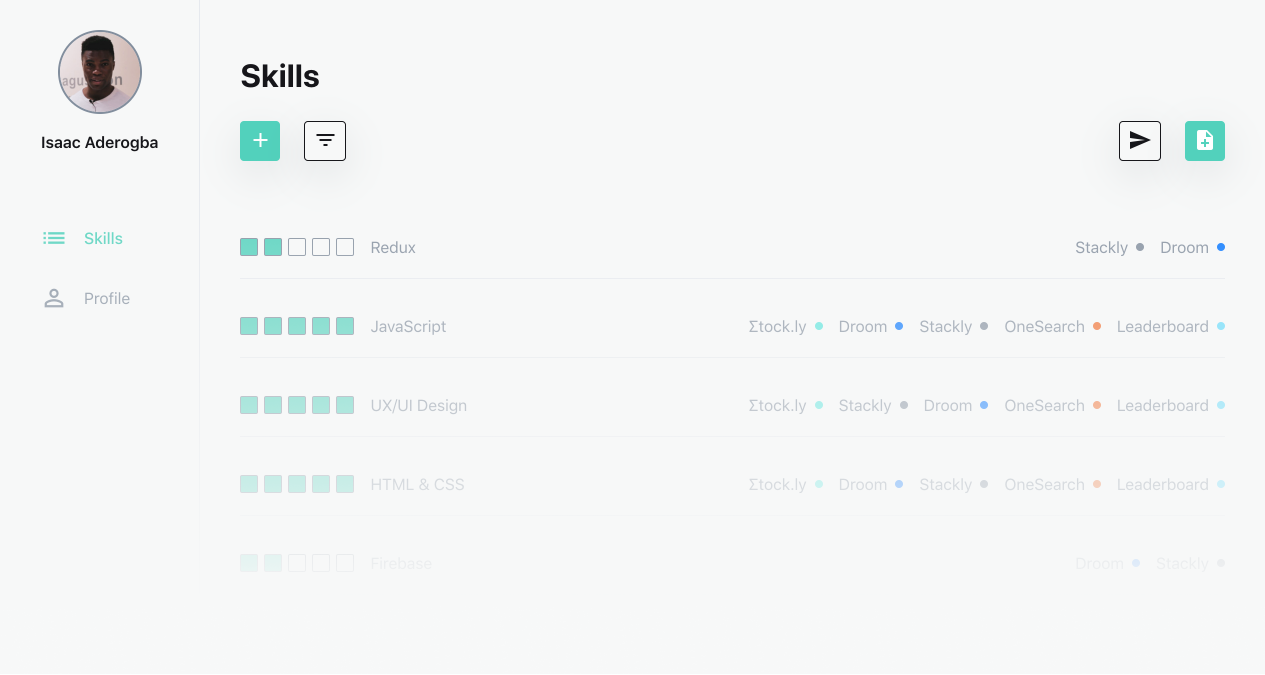 Skills
Isaac Aderogba
Skills
Profile
Redux Stackly Droom
JavaScript Σtock.ly Droom Stackly OneSearch Leaderboard
UX/UI Design Σtock.ly Stackly Droom OneSearch Leaderboard
HTML & CSS Σtock.ly Droom Stackly OneSearch Leaderboard
Firebase Droom Stackly